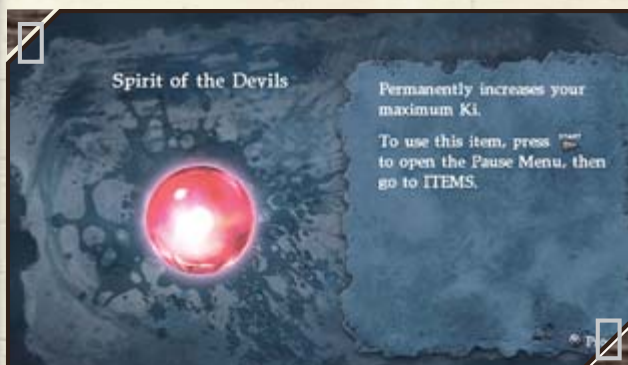 Spirit of the Devils
Permanently increases your
maximum Ki.
To use this item, press START
to open the Pause Menu, then
go to ITEMS.